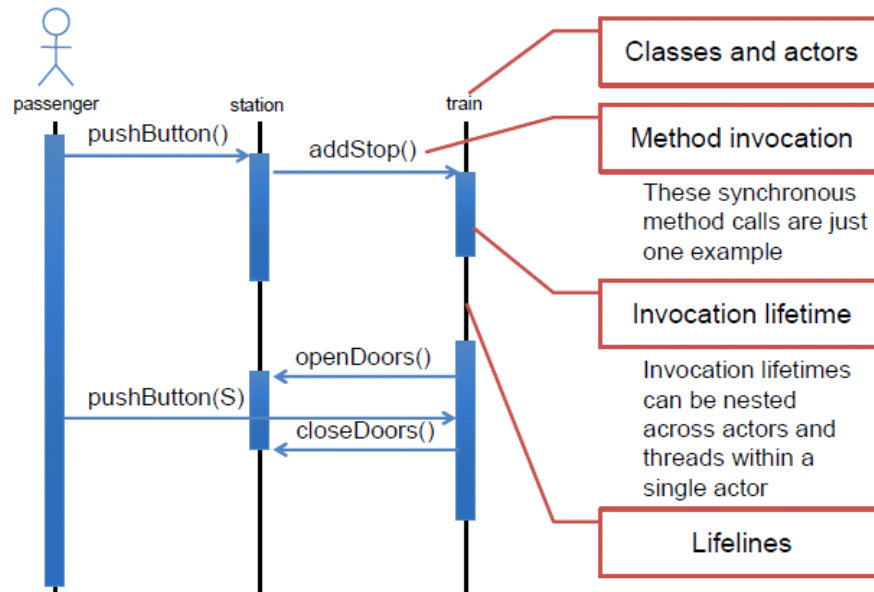 Classes and actors
passenger
station
train
pushButton()
addStop()
Method invocation
These synchronous
method calls are just
one example
Invocation lifetime
openDoors()
pushButton(S)
closeDoors()
Invocation lifetimes
can be nested
across actors and
threads within a
single actor
Lifelines